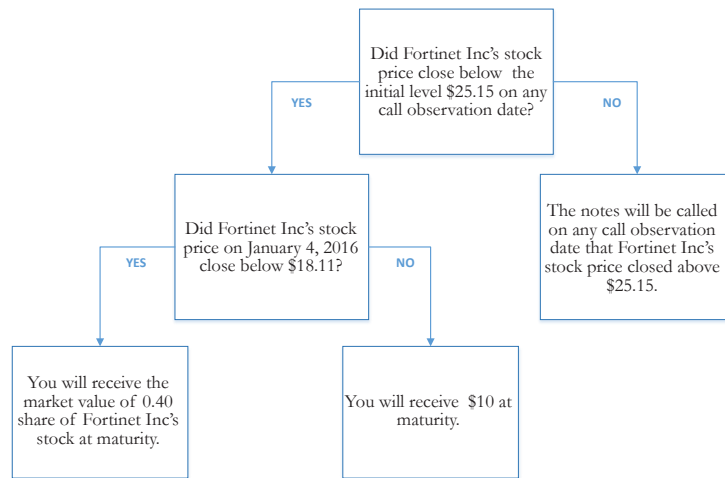 Did Fortinet Inc's stock
price close below the
initial level $25.15 on any
call observation date?
YES
NO
Did Fortinet Inc's stock
price on January 4, 2016
close below $18.11?
The notes will be called
on any call observation
date that Fortinet Inc's
stock price closed above
$25.15.
YES
NO
You will receive the
market value of 0.40
share of Fortinet Inc's
stock at maturity.
You will receive $10 at
maturity.